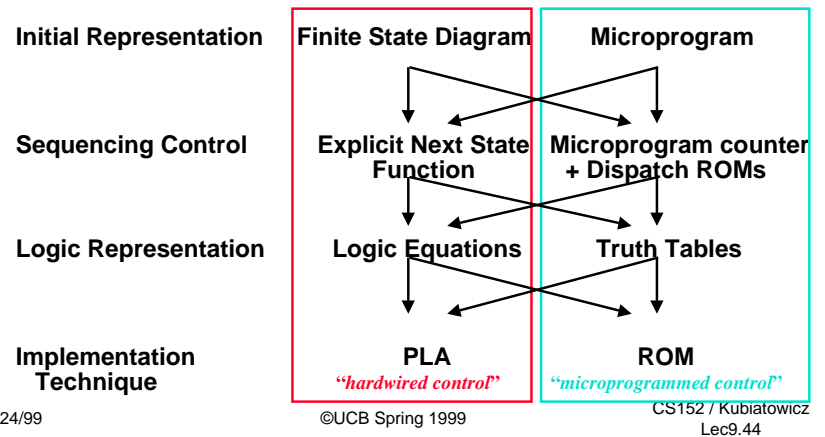 Initial Representation Finite State Diagram Microprogram
Sequencing Control Explicit Next State Microprogram counter
Function + Dispatch ROMs
Logic Representation Logic Equations Truth Tables
Implementation PLA ROM
Technique "hardwired control" "microprogrammed control"
24/99 ©UCB Spring 1999 CS152 / Kubiatowicz
Lec9.44